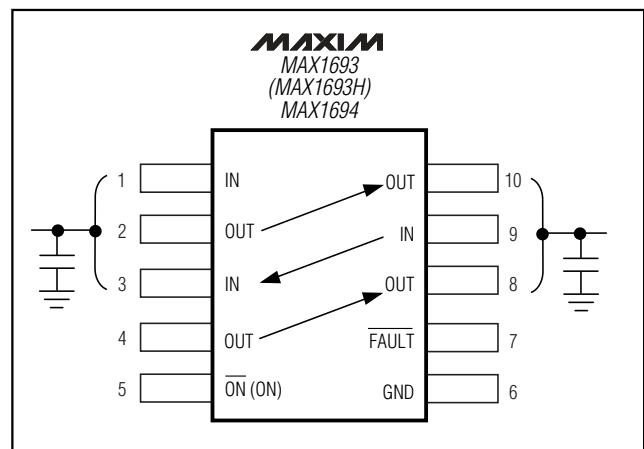 MAXIM
MAX1693
(MAX1693H)
MAX1694
1 IN OUT 10
2 OUT IN 9
3 IN OUT 8
4 OUT FAULT 7
5 ON (ON) GND 6